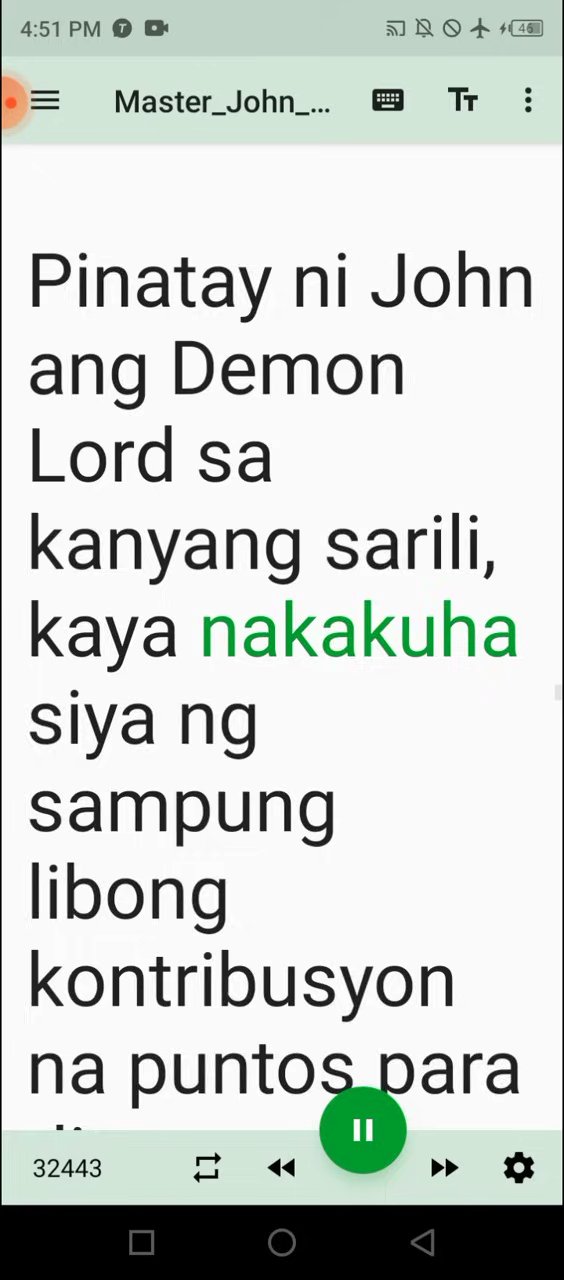 4:51 PM
46
Master_John_...
Pinatay ni John
ang Demon
Lord sa
kanyang sarili,
kaya nakakuha
siya ng
sampung
libong
kontribusyon
na puntos para
32443